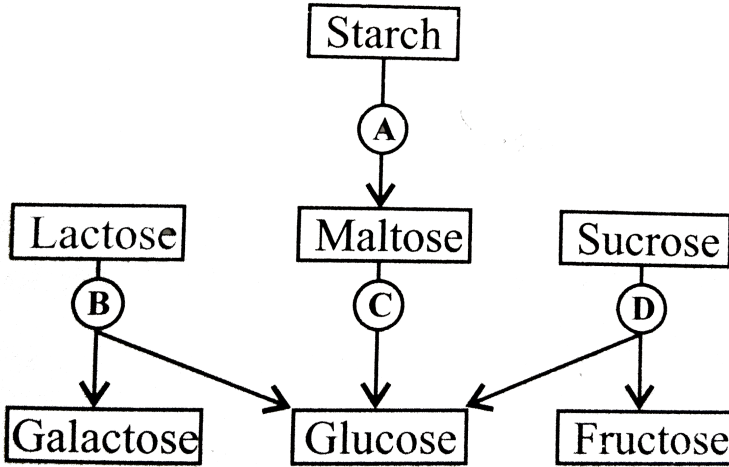 Starch
A
Lactose
Maltose
Sucrose
B
C
D
Galactose
Glucose
Fructose